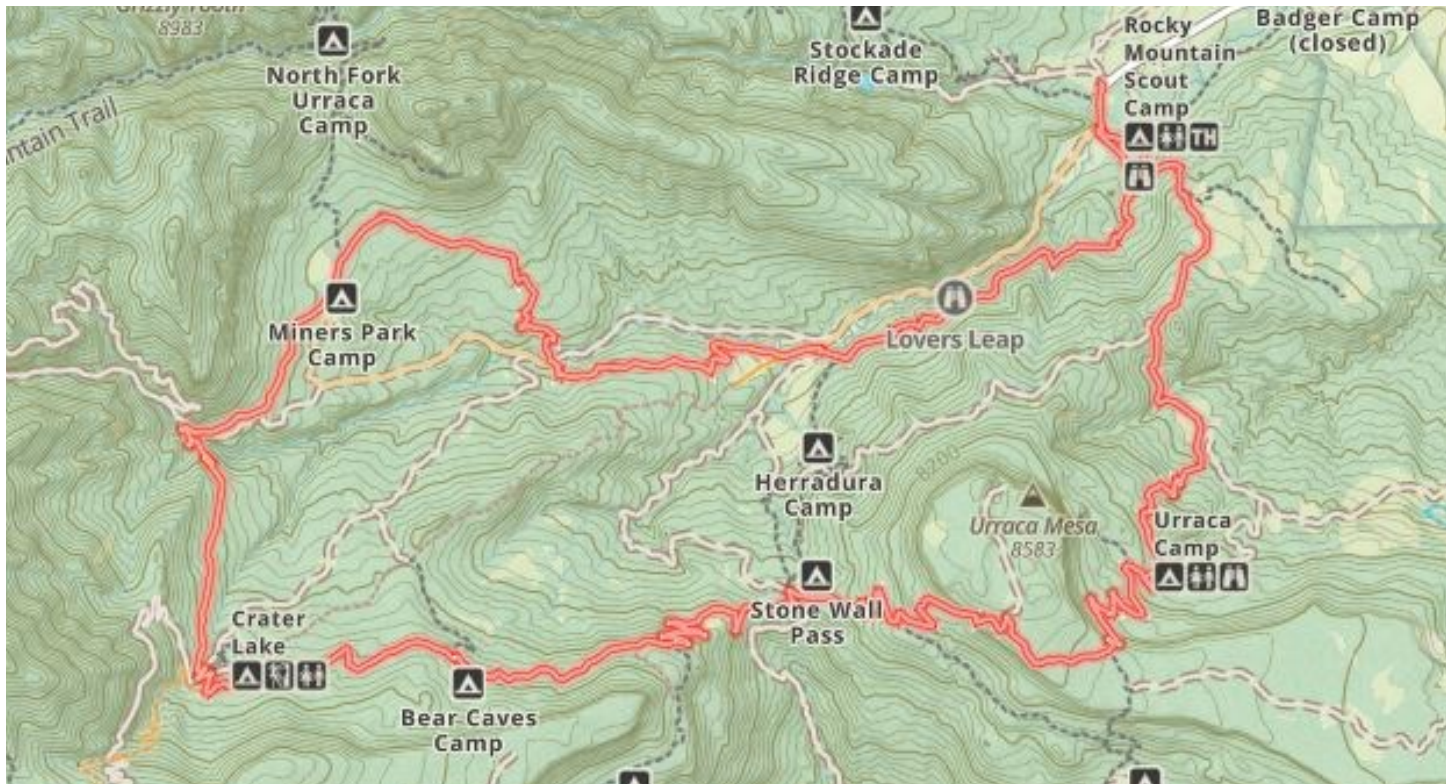 Grizzly Tooth
8983
North Fork
Urraca
Camp
Stockade
Ridge Camp
Rocky
Mountain
Scout
Camp
TH
Badger Camp
(closed)
ntain Trail
Miners Park
Camp
Lovers Leap
Herradura
Camp
8200
Urraca Mesa
8583
Urraca
Camp
Stone Wall
Pass
Crater
Lake
Bear Caves
Camp